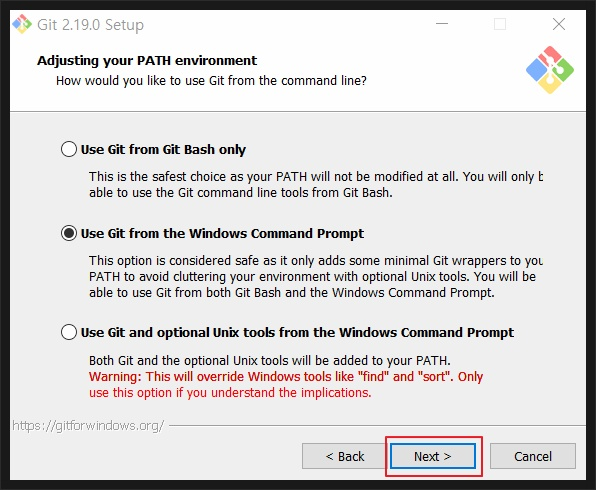 Git 2.19.0 Setup
Adjusting your PATH environment
How would you like to use Git from the command line?
Use Git from Git Bash only
This is the safest choice as your PATH will not be modified at all. You will only b
able to use the Git command line tools from Git Bash.
Use Git from the Windows Command Prompt
This option is considered safe as it only adds some minimal Git wrappers to you
PATH to avoid cluttering your environment with optional Unix tools. You will be
able to use Git from both Git Bash and the Windows Command Prompt.
Use Git and optional Unix tools from the Windows Command Prompt
Both Git and the optional Unix tools will be added to your PATH.
Warning: This will override Windows tools like "find" and "sort". Only
use this option if you understand the implications.
https://gitforwindows.org/
< Back Next > Cancel